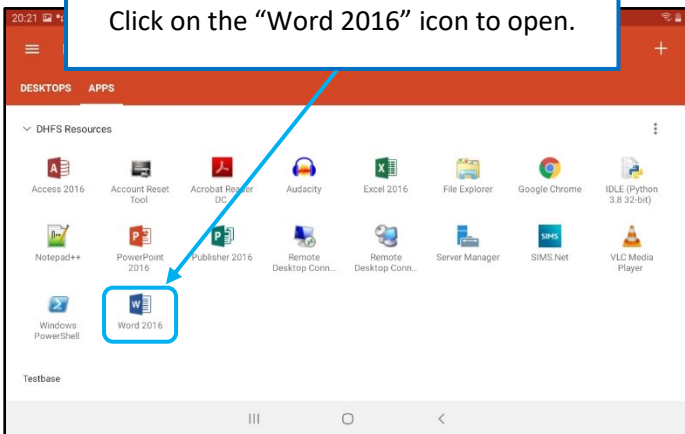 Click on the “Word 2016” icon to open.
20:21
DESKTOPS APPS
DHFS Resources
Access 2016
Account Reset
Tool
Acrobat Reader
DC
Audacity
Excel 2016
File Explorer
Google Chrome
IDLE (Python
3.8 32-bit)
Notepad++
PowerPoint
2016
Publisher 2016
Remote
Desktop Conn...
Remote
Desktop Conn...
Server Manager
SIMS
SIMS.Net
VLC Media
Player
Windows
PowerShell
Word 2016
Testbase